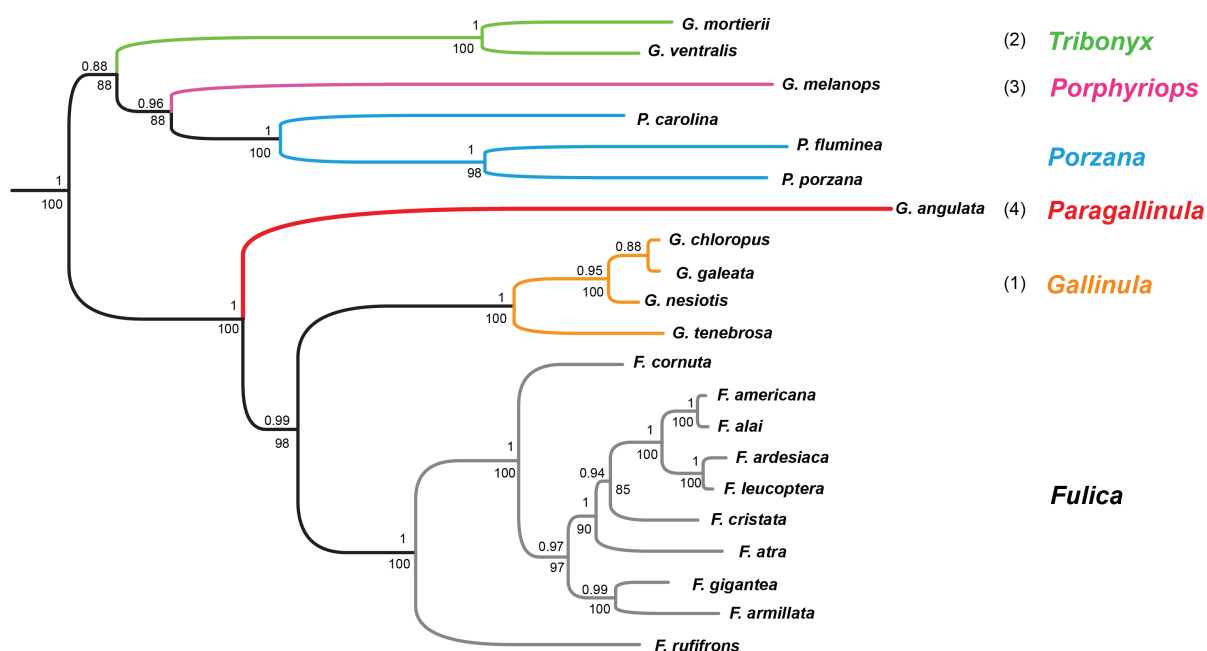 G. mortierii
1
100
G. ventralis
(2) Tribonyx
0.88
88
G. melanops
(3) Porphyriops
0.96
88
P. carolina
1
100
P. fluminea
1
98
Porzana
P. porzana
1
100
G. angulata
(4) Paragallinula
G. chloropus
0.88
G. galeata
0.95
100
(1) Gallinula
G. nesiotis
1
100
1
100
G. tenebrosa
F. cornuta
F. americana
1
100
F. alai
0.99
98
1
100
1
100
F. ardesiaca
1
100
F. leucoptera
0.94
85
Fulica
F. cristata
1
90
F. atra
1
100
0.97
97
F. gigantea
0.99
100
F. armillata
F. rufifrons